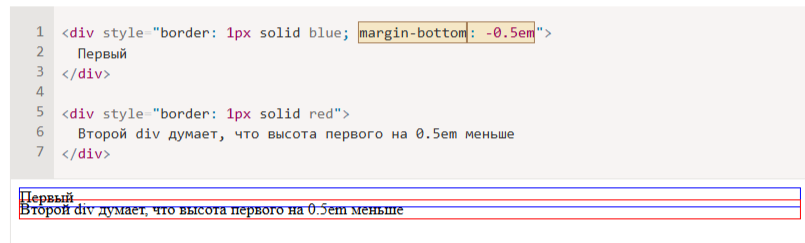 1 <div style="border: 1px solid blue; margin-bottom: -0.5em">
2 Первый
3 </div>
4
5 <div style="border: 1px solid red">
6 Второй div думает, что высота первого на 0.5em меньше
7 </div>
Первый
Второй div думает, что высота первого на 0.5em меньше